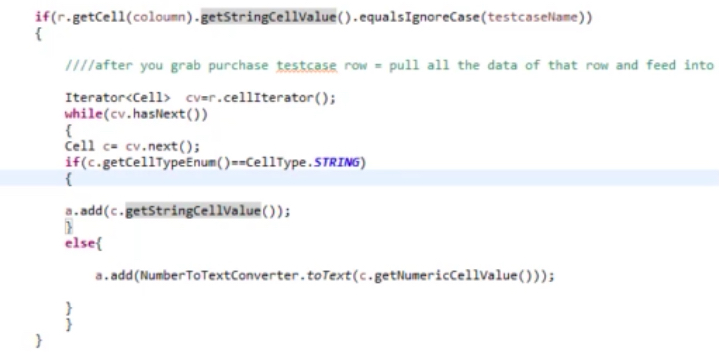 if(r.getCell(coloumn).getStringCellValue().equalsIgnoreCase(testcaseName))
{
////after you grab purchase testcase row = pull all the data of that row and feed into
Iterator<Cell> cv=r.cellIterator();
while(cv.hasNext())
{
Cell c= cv.next();
if(c.getCellTypeEnum()==CellType.STRING)
{
a.add(c.getStringCellValue());
}
else{
a.add(NumberToTextConverter.toText(c.getNumericCellValue()));
}
}
}